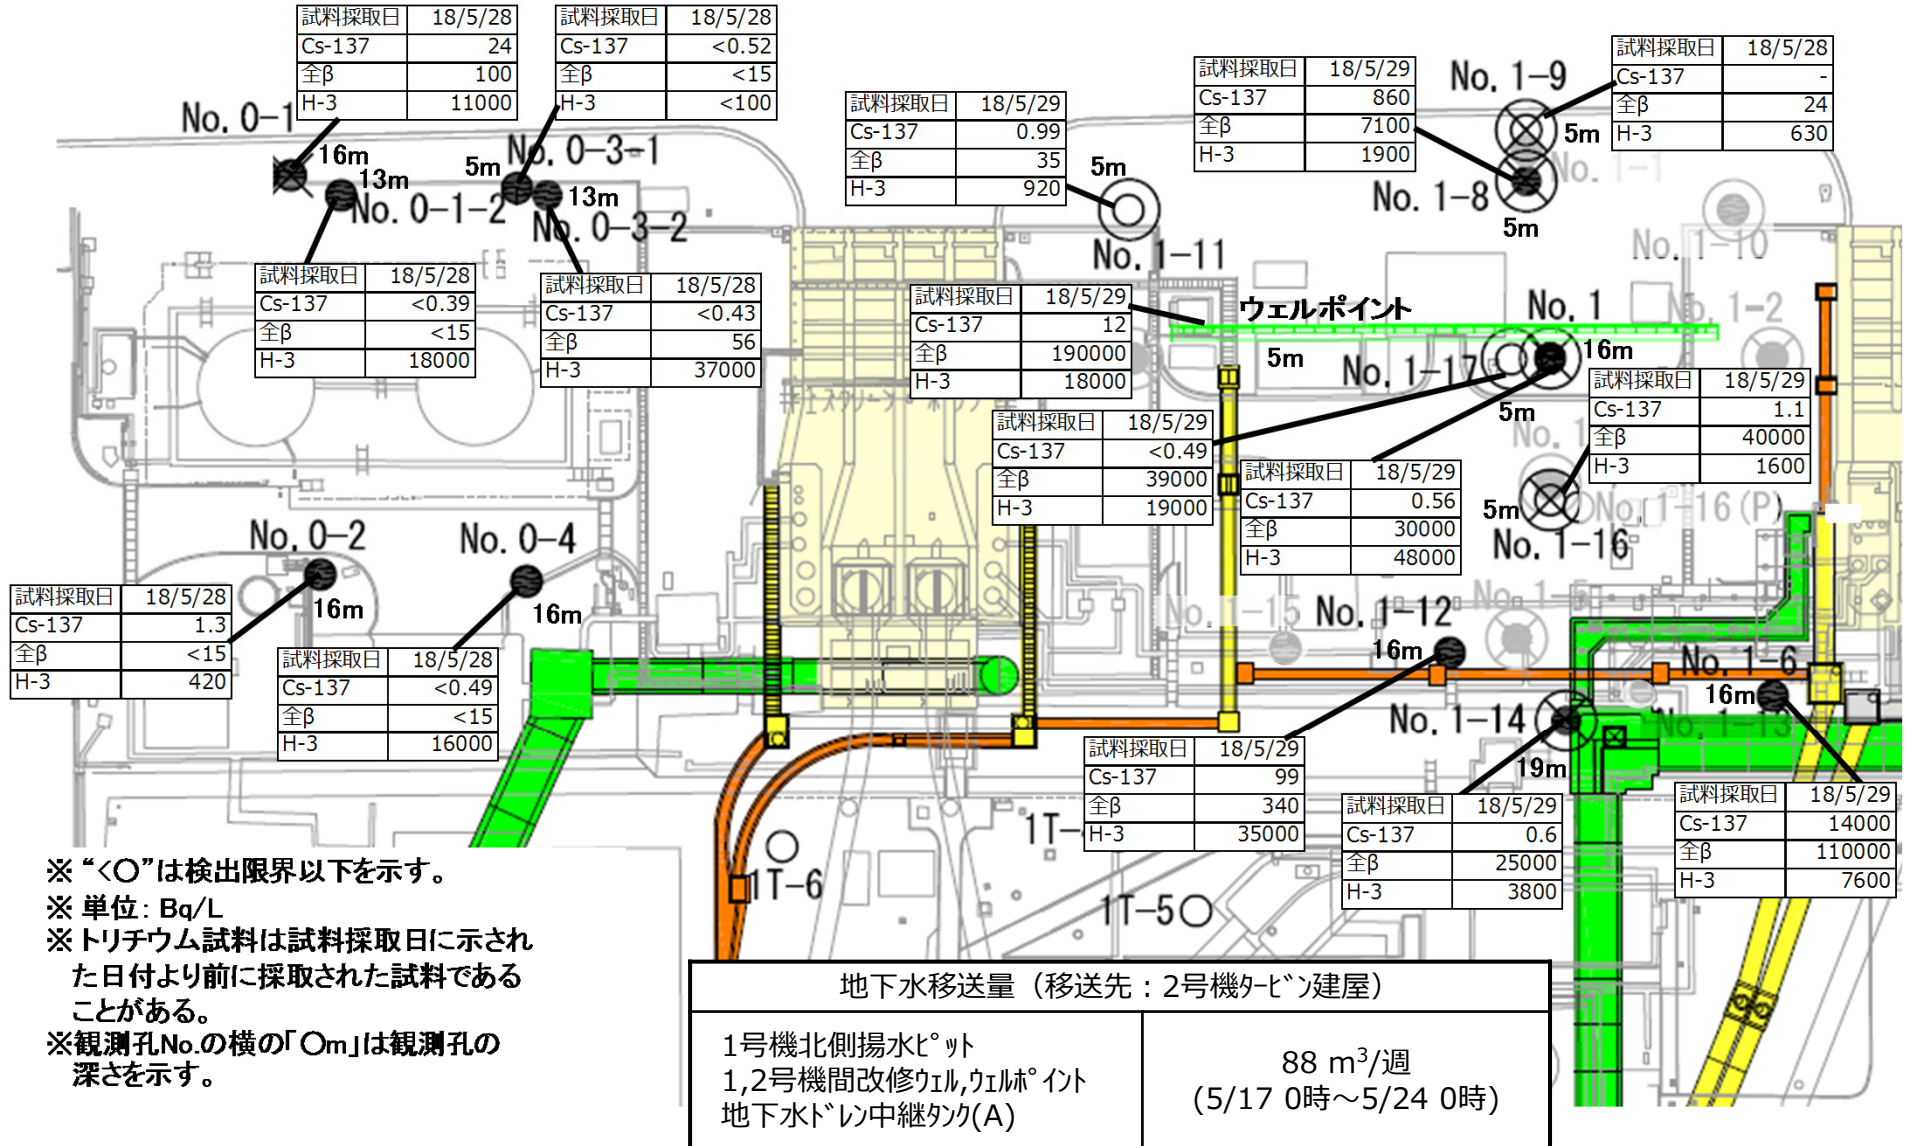 試料採取日 18/5/28
Cs-137 24
全β 100
H-3 11000
試料採取日 18/5/28
Cs-137 <0.52
全β <15
H-3 <100
試料採取日 18/5/29
Cs-137 0.99
全β 35
H-3 920
試料採取日 18/5/29
Cs-137 860
全β 7100
H-3 1900
試料採取日 18/5/28
Cs-137 -
全β 24
H-3 630
No. 0-1
16m
13m
No. 0-1-2
5m
No. 0-3-1
13m
No. 0-3-2
5m
No. 1-11
No. 1-9
5m
No. 1-8
5m
No. 1-1
No. 1-10
試料採取日 18/5/28
Cs-137 <0.39
全β <15
H-3 18000
試料採取日 18/5/28
Cs-137 <0.43
全β 56
H-3 37000
試料採取日 18/5/29
Cs-137 12
全β 190000
H-3 18000
ウェルポイント
5m
No. 1
16m
No. 1-2
No. 1-17
5m
試料採取日 18/5/29
Cs-137 <0.49
全β 39000
H-3 19000
試料採取日 18/5/29
Cs-137 0.56
全β 30000
H-3 48000
試料採取日 18/5/29
Cs-137 1.1
全β 40000
H-3 1600
No. 1
5m
No. 1-16(P)
No. 1-16
No. 0-2
16m
No. 0-4
16m
試料採取日 18/5/28
Cs-137 1.3
全β <15
H-3 420
試料採取日 18/5/28
Cs-137 <0.49
全β <15
H-3 16000
No. 1-15
No. 1-12
16m
No. 1-5
No. 1-6
16m
No. 1-14
19m
No. 1-13
試料採取日 18/5/29
Cs-137 99
全β 340
H-3 35000
試料採取日 18/5/29
Cs-137 0.6
全β 25000
H-3 3800
試料採取日 18/5/29
Cs-137 14000
全β 110000
H-3 7600
1T-6
1T-
1T-5
※ “<○”は検出限界以下を示す。
※ 単位: Bq/L
※ トリチウム試料は試料採取日に示され
た日付より前に採取された試料である
ことがある。
※観測孔No.の横の「○m」は観測孔の
深さを示す。
地下水移送量（移送先：2号機ﾀｰﾋﾞﾝ建屋）
1号機北側揚水ﾋﾟｯﾄ
1,2号機間改修ｳｪﾙ,ｳｪﾙﾎﾟｲﾝﾄ
地下水ﾄﾞﾚﾝ中継ﾀﾝｸ(A)
88 m³/週
(5/17 0時～5/24 0時)